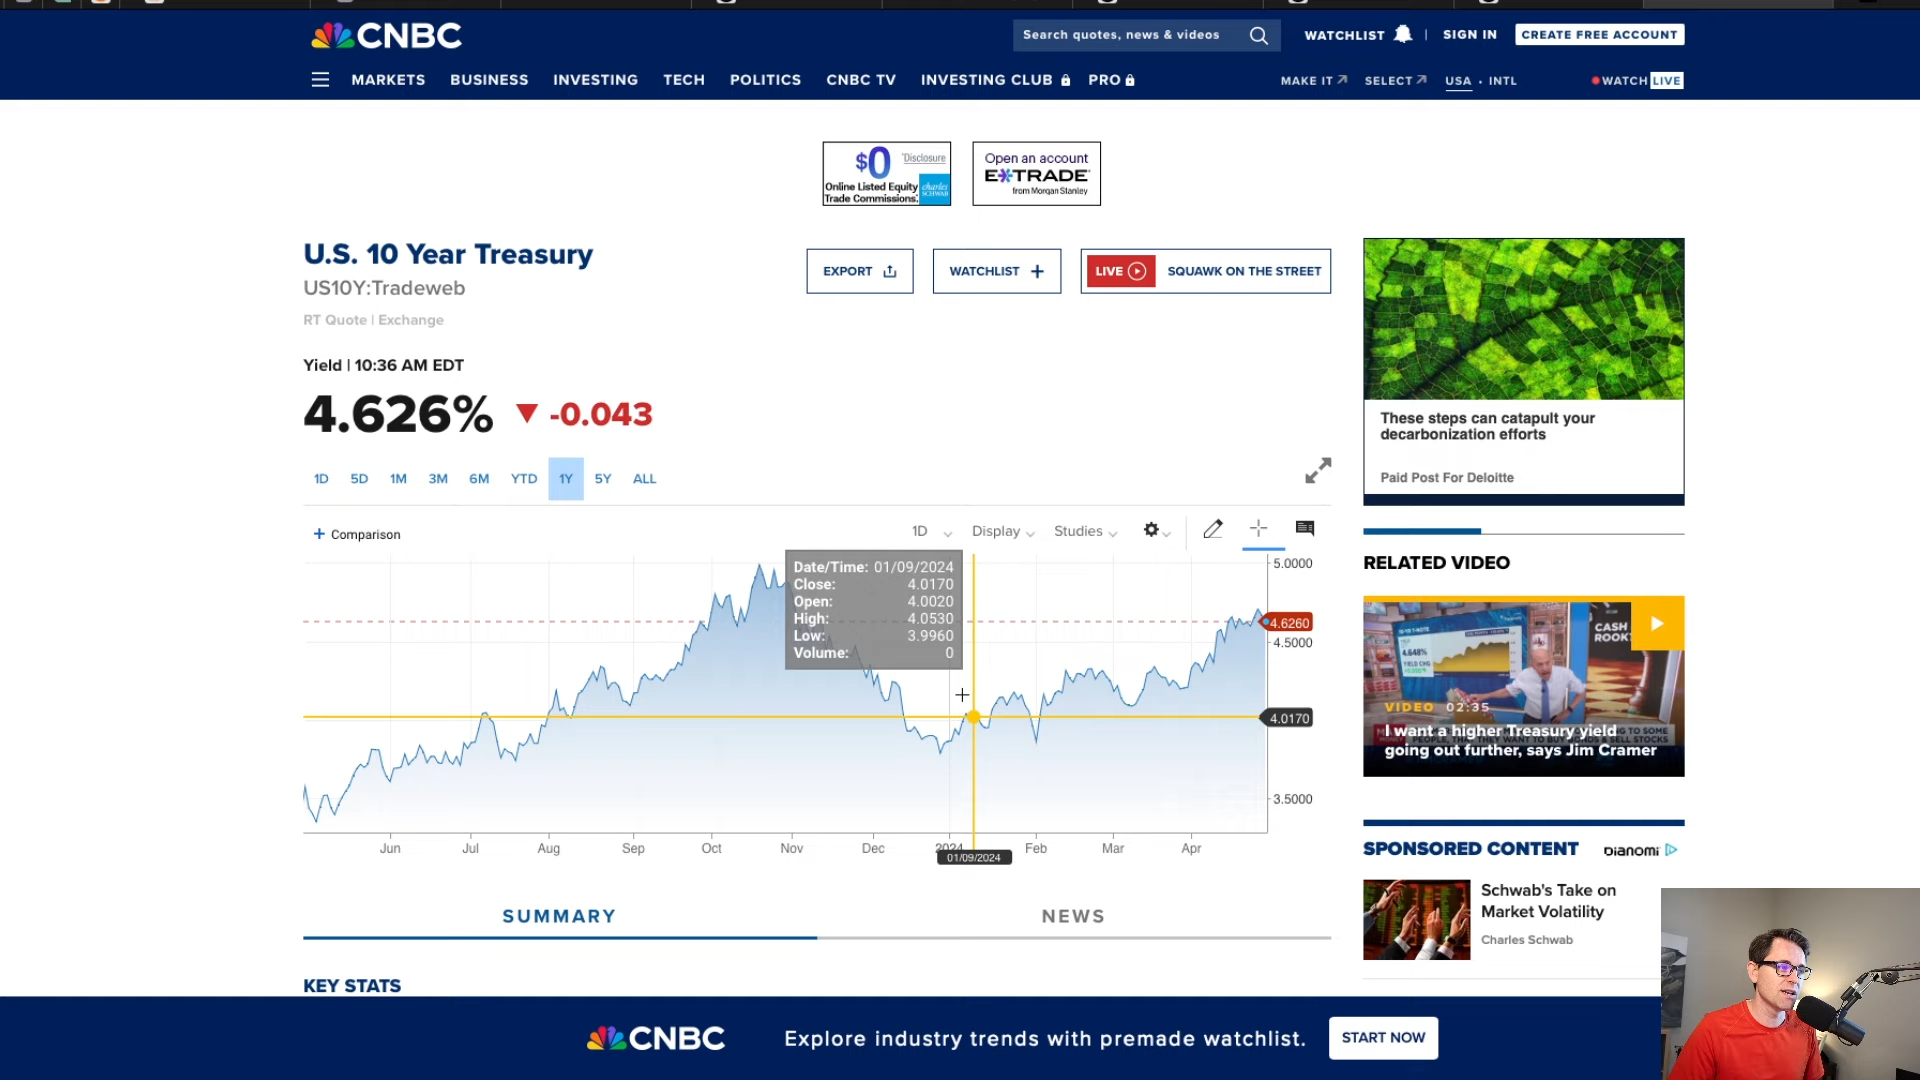 CNBC
Search quotes, news & videos
WATCHLIST
SIGN IN
CREATE FREE ACCOUNT
MARKETS
BUSINESS
INVESTING
TECH
POLITICS
CNBC TV
INVESTING CLUB
PRO
MAKE IT
SELECT
USA · INTL
WATCH LIVE
$0
*Disclosure
Online Listed Equity
Trade Commissions.
charles
SCHWAB
Open an account
E*TRADE
from Morgan Stanley
U.S. 10 Year Treasury
US10Y:Tradeweb
RT Quote | Exchange
EXPORT
WATCHLIST +
LIVE
SQUAWK ON THE STREET
Yield | 10:36 AM EDT
4.626% ▼ -0.043
1D 5D 1M 3M 6M YTD 1Y 5Y ALL
+ Comparison
1D
Display
Studies
Date/Time: 01/09/2024
Close: 4.0170
Open: 4.0020
High: 4.0530
Low: 3.9960
Volume: 0
5.0000
4.6260
4.5000
4.0170
3.5000
Jun Jul Aug Sep Oct Nov Dec 2024 Feb Mar Apr
01/09/2024
SUMMARY
NEWS
KEY STATS
These steps can catapult your
decarbonization efforts
Paid Post For Deloitte
RELATED VIDEO
CASH
4.648%
VIDEO 02:35
I want a higher Treasury yield
going out further, says Jim Cramer
SPONSORED CONTENT
DIANOMI
Schwab's Take on
Market Volatility
Charles Schwab
CNBC
Explore industry trends with premade watchlist.
START NOW